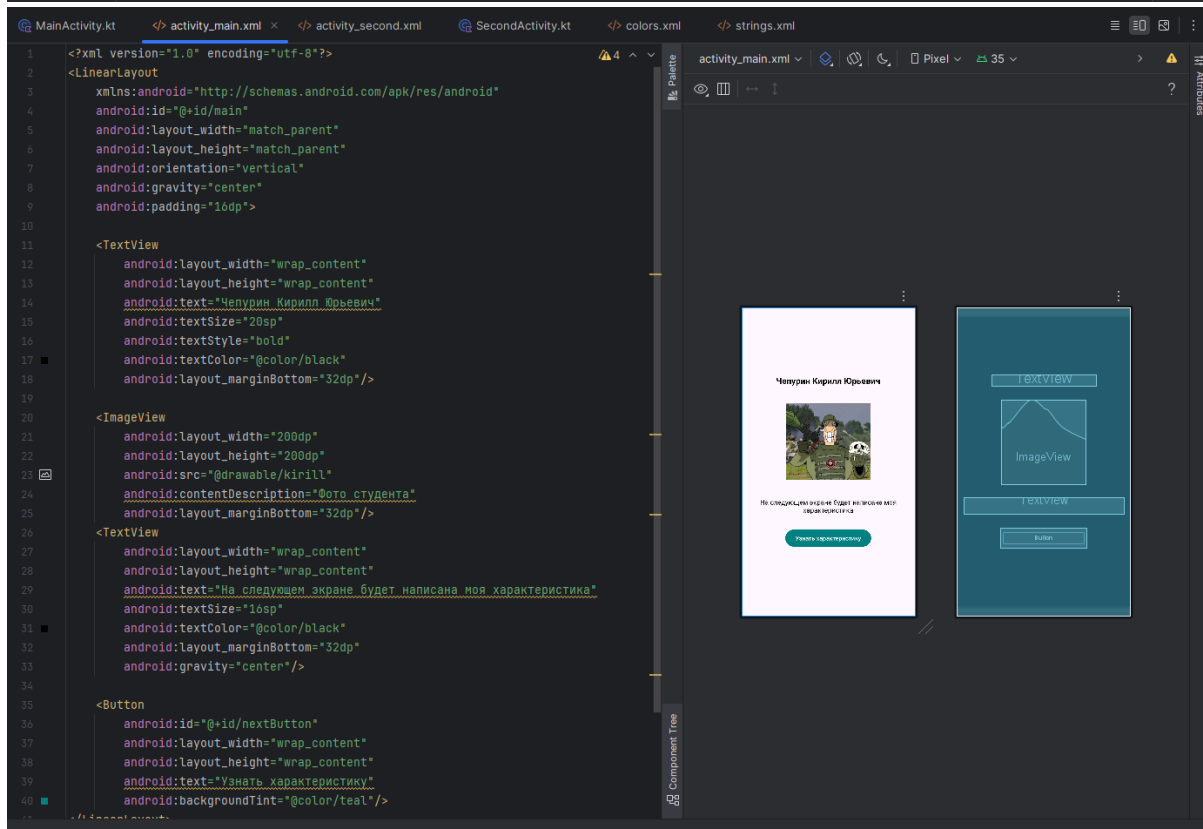 MainActivity.kt
activity_main.xml
activity_second.xml
SecondActivity.kt
colors.xml
strings.xml
1 <?xml version="1.0" encoding="utf-8"?>
4
2 <LinearLayout
3 xmlns:android="http://schemas.android.com/apk/res/android"
4 android:id="@+id/main"
5 android:layout_width="match_parent"
6 android:layout_height="match_parent"
7 android:orientation="vertical"
8 android:gravity="center"
9 android:padding="16dp">
10
11 <TextView
12 android:layout_width="wrap_content"
13 android:layout_height="wrap_content"
14 android:text="Чепурин Кирилл Юрьевич"
15 android:textSize="20sp"
16 android:textStyle="bold"
17 android:textColor="@color/black"
18 android:layout_marginBottom="32dp"/>
19
20 <ImageView
21 android:layout_width="200dp"
22 android:layout_height="200dp"
23 android:src="@drawable/kirill"
24 android:contentDescription="Фото студента"
25 android:layout_marginBottom="32dp"/>
26 <TextView
27 android:layout_width="wrap_content"
28 android:layout_height="wrap_content"
29 android:text="На следующем экране будет написана моя характеристика"
30 android:textSize="16sp"
31 android:textColor="@color/black"
32 android:layout_marginBottom="32dp"
33 android:gravity="center"/>
34
35 <Button
36 android:id="@+id/nextButton"
37 android:layout_width="wrap_content"
38 android:layout_height="wrap_content"
39 android:text="Узнать характеристику"
40 android:backgroundTint="@color/teal"/>
</LinearLayout>
Palette
Component Tree
activity_main.xml
Pixel
35
?
Attributes
Чепурин Кирилл Юрьевич
На следующем экране будет написана моя
характеристика
Узнать характеристику
TextView
ImageView
TextView
Button